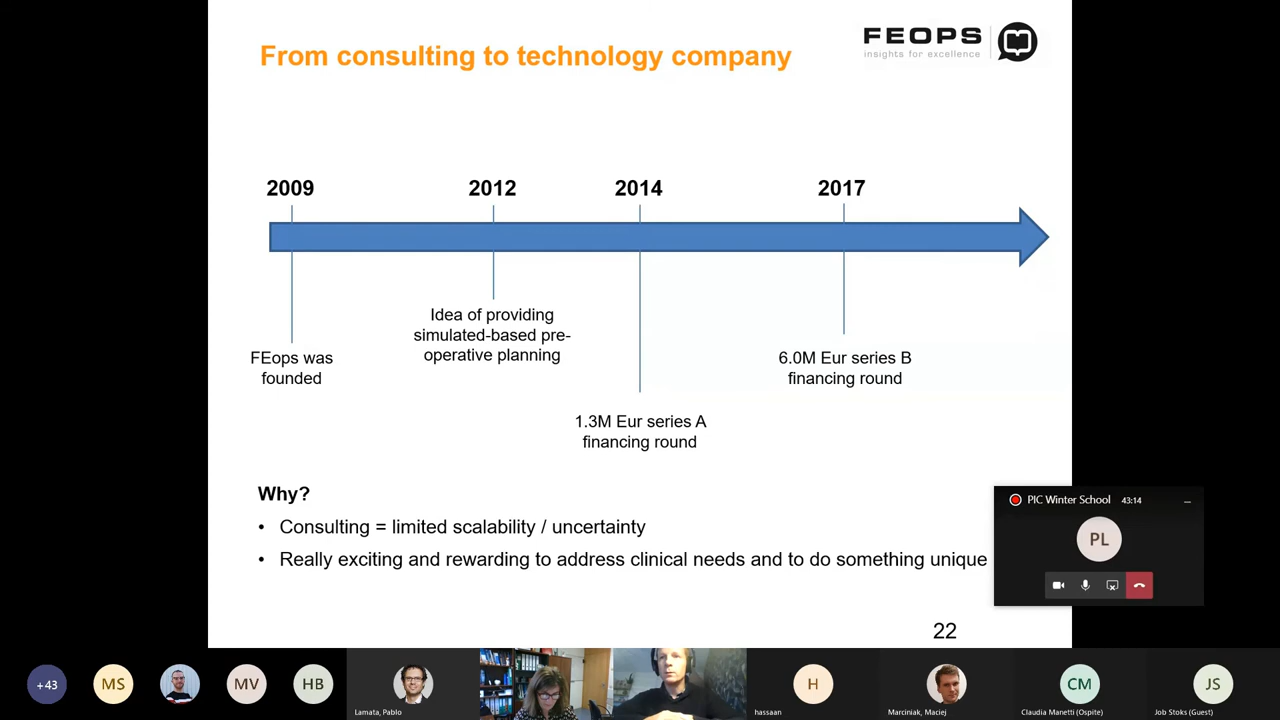 From consulting to technology company
FEOPS
insights for excellence
2009
2012
2014
2017
Idea of providing
simulated-based pre-
operative planning
FEops was
founded
6.0M Eur series B
financing round
1.3M Eur series A
financing round
Why?
• Consulting = limited scalability / uncertainty
• Really exciting and rewarding to address clinical needs and to do something unique
22
PIC Winter School
43:14
PL
+43
MS
MV
HB
Lamata, Pablo
H
hassaan
Marciniak, Maciej
CM
Claudia Manetti (Ospite)
JS
Job Stoks (Guest)